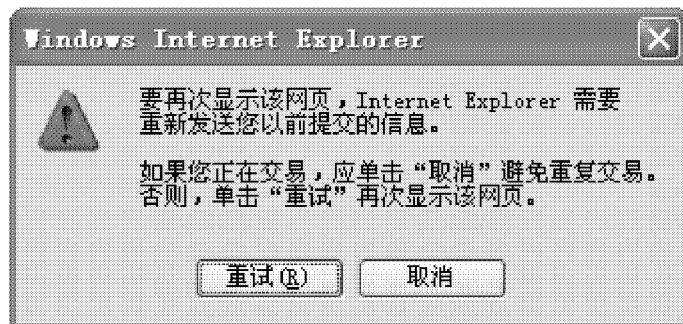 Windows Internet Explorer
要再次显示该网页，Internet Explorer 需要
重新发送您以前提交的信息。
如果您正在交易，应单击“取消”避免重复交易。
否则，单击“重试”再次显示该网页。
重试(R)
取消